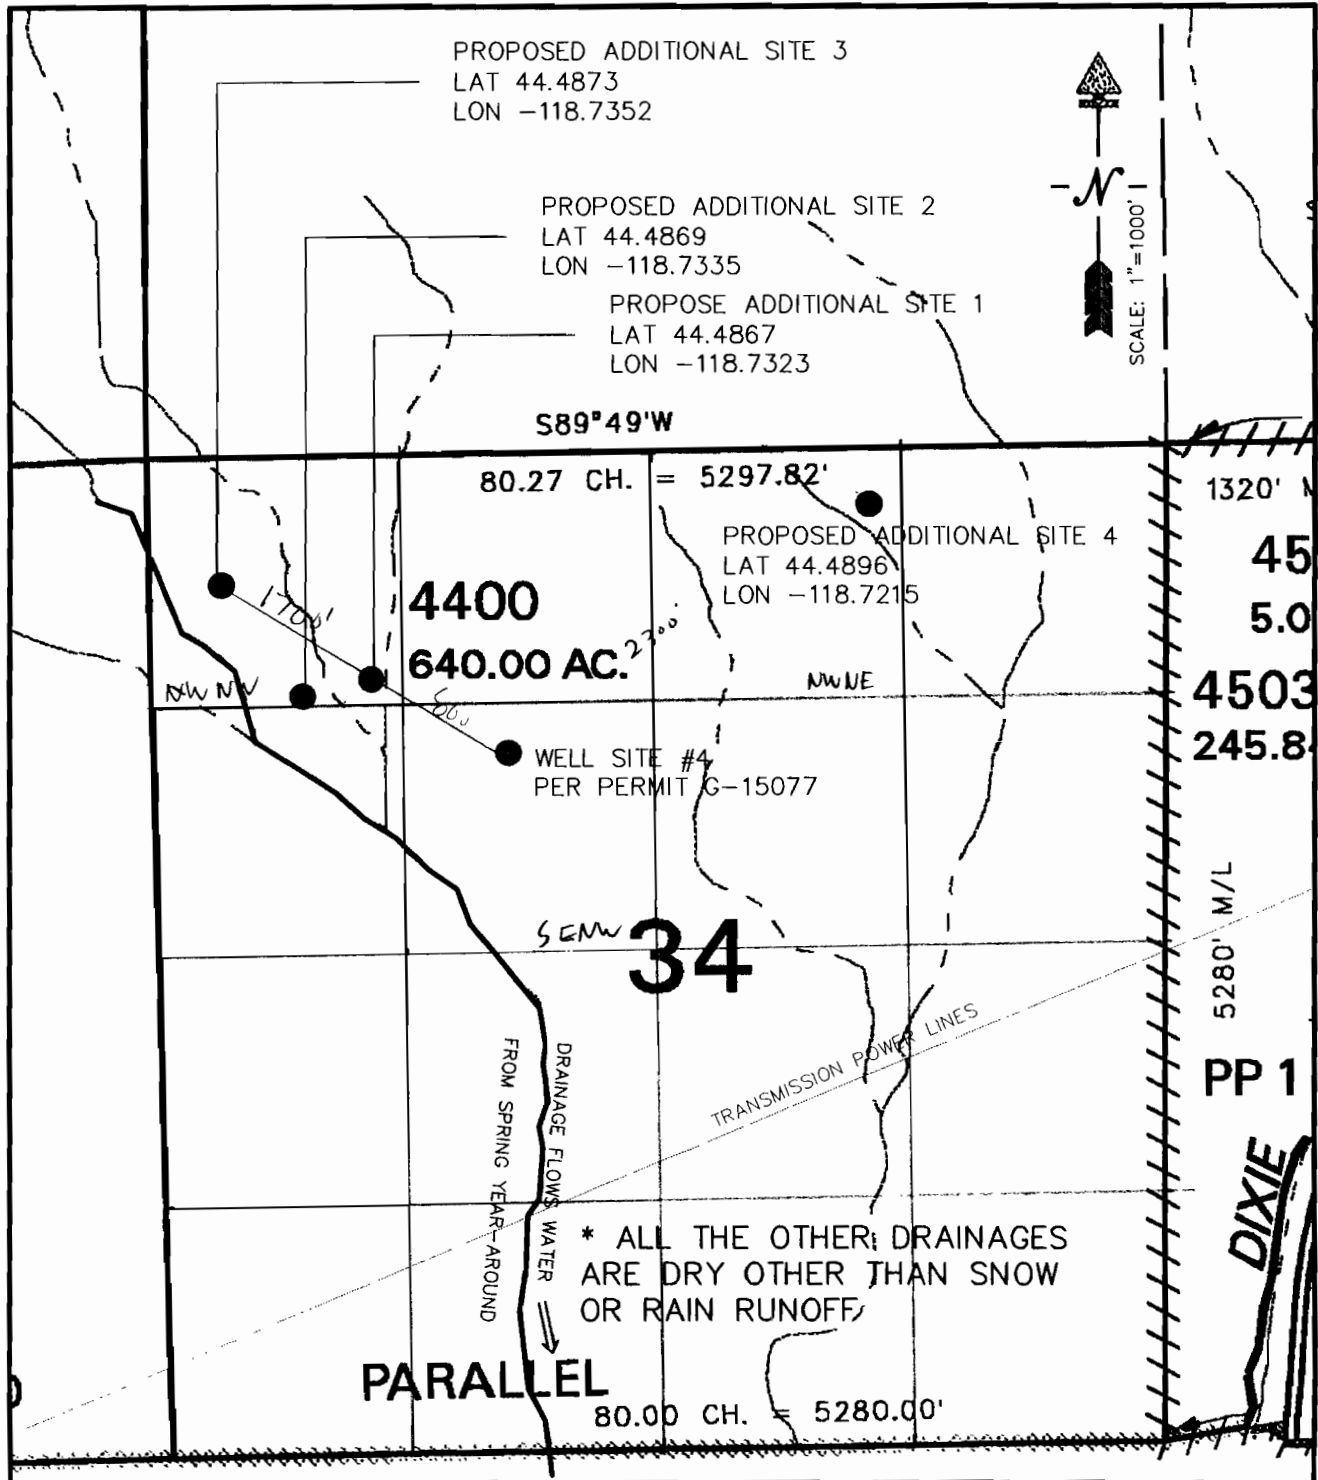 PROPOSED ADDITIONAL SITE 3
LAT 44.4873
LON -118.7352
PROPOSED ADDITIONAL SITE 2
LAT 44.4869
LON -118.7335
PROPOSE ADDITIONAL SITE 1
LAT 44.4867
LON -118.7323
-N-
SCALE: 1"=1000'
S89°49'W
80.27 CH. = 5297.82'
1320'
PROPOSED ADDITIONAL SITE 4
LAT 44.4896
LON -118.7215
45
5.0
4503
245.8
1700'
4400
640.00 AC.
2300'
NWNW
NWNE
WELL SITE #4
PER PERMIT G-15077
SENW
34
5280' M/L
TRANSMISSION POWER LINES
PP 1
DRAINAGE FLOWS WATER
FROM SPRING YEAR-AROUND
DIXIE
* ALL THE OTHER DRAINAGES
ARE DRY OTHER THAN SNOW
OR RAIN RUNOFF
PARALLEL
80.00 CH. = 5280.00'